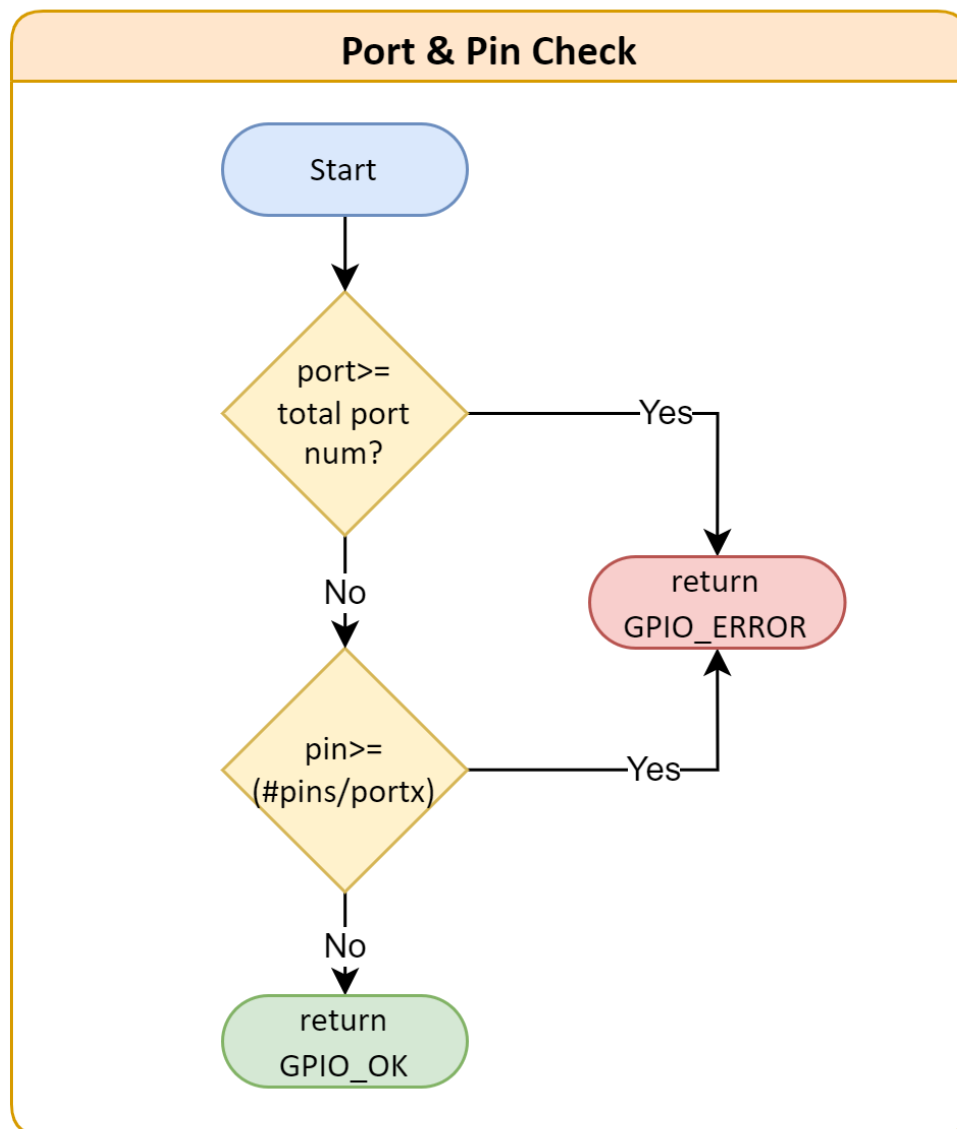 Port & Pin Check
Start
port>=
total port
num?
Yes
No
return
GPIO_ERROR
pin>=
(#pins/portx)
Yes
No
return
GPIO_OK